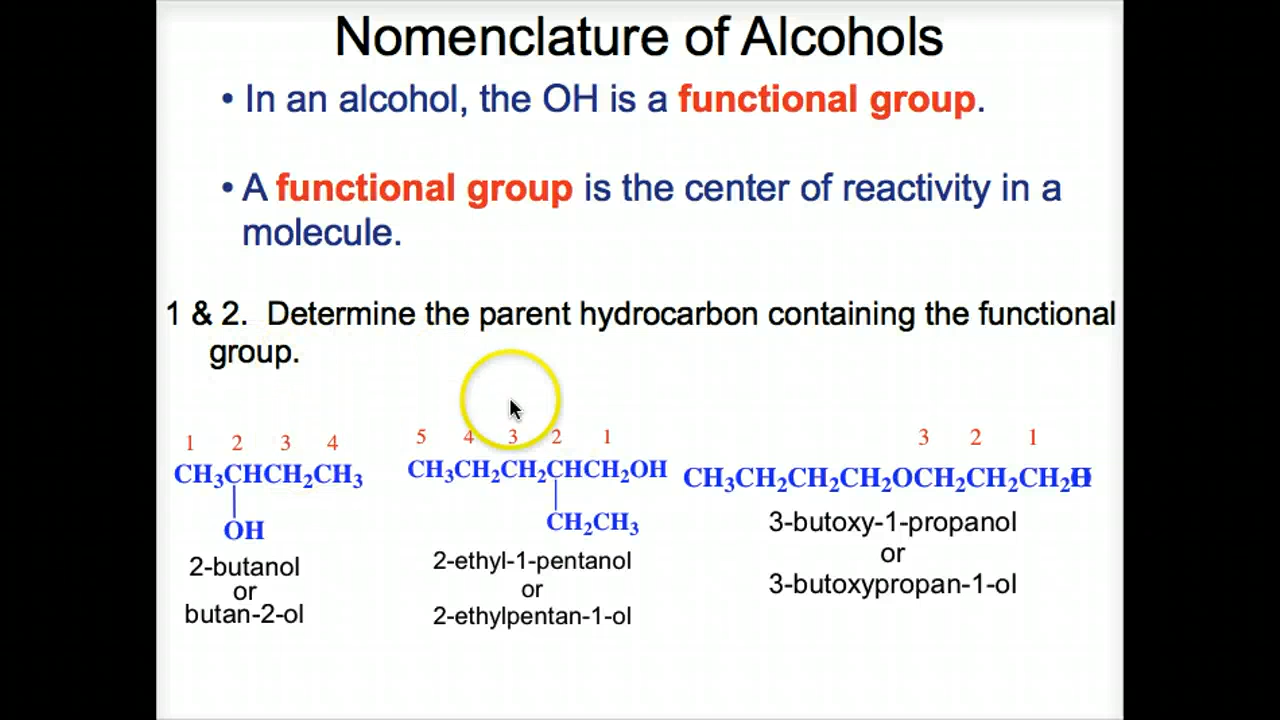 Nomenclature of Alcohols
• In an alcohol, the OH is a functional group.
• A functional group is the center of reactivity in a
molecule.
1 & 2. Determine the parent hydrocarbon containing the functional
group.
1 2 3 4
CH₃CHCH₂CH₃
OH
2-butanol
or
butan-2-ol
5 4 3 2 1
CH₃CH₂CH₂CHCH₂OH
CH₂CH₃
2-ethyl-1-pentanol
or
2-ethylpentan-1-ol
3 2 1
CH₃CH₂CH₂CH₂OCH₂CH₂CH₂
3-butoxy-1-propanol
or
3-butoxypropan-1-ol